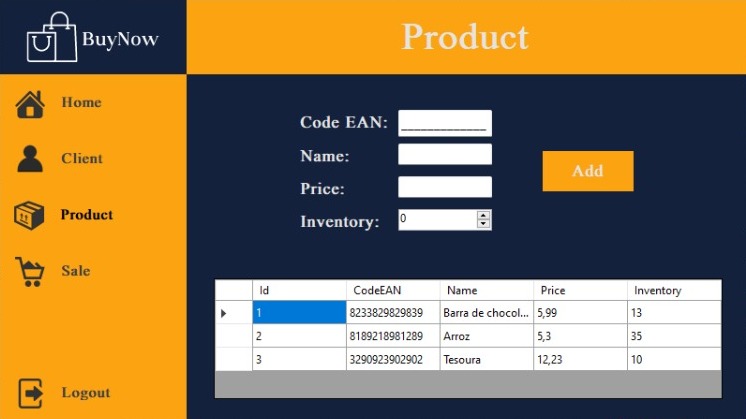 BuyNow
Product
Home
Client
Product
Sale
Logout
Code EAN: _____________
Name:
Price:
Inventory: 0
Add
Id CodeEAN Name Price Inventory
1 8233829829839 Barra de chocol... 5,99 13
2 8189218981289 Arroz 5,3 35
3 3290923902902 Tesoura 12,23 10